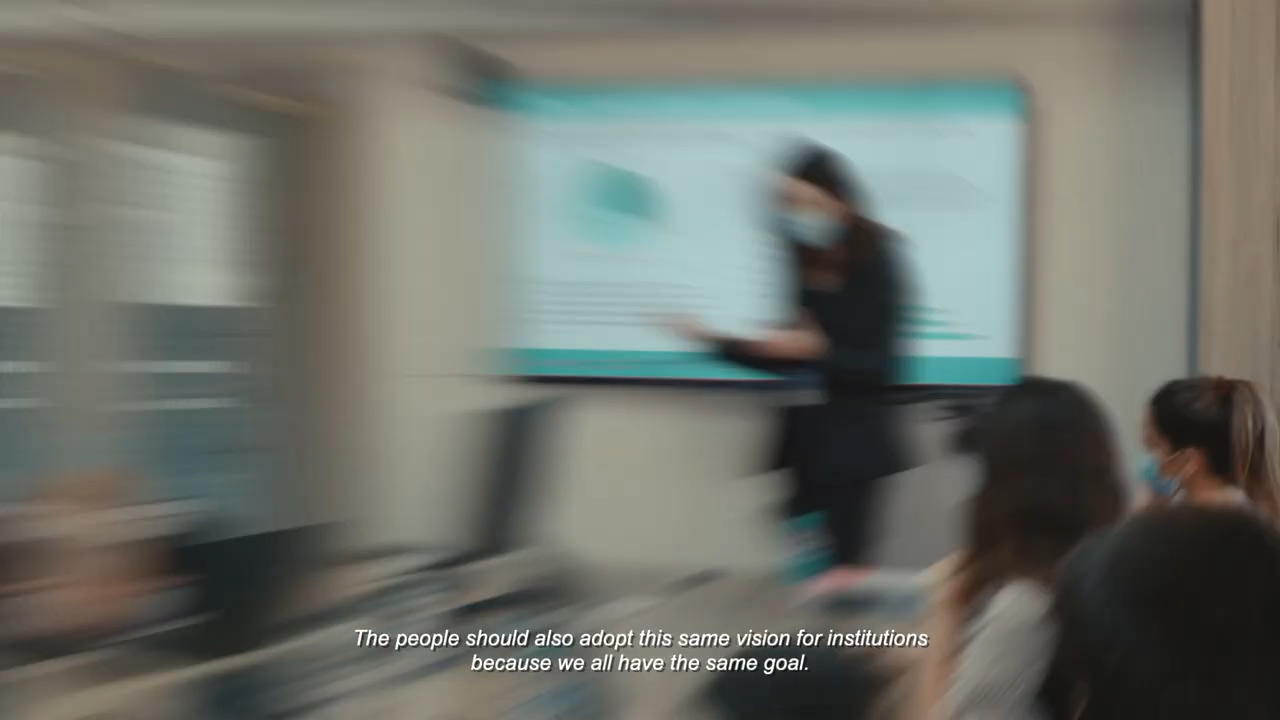 The people should also adopt this same vision for institutions
because we all have the same goal.